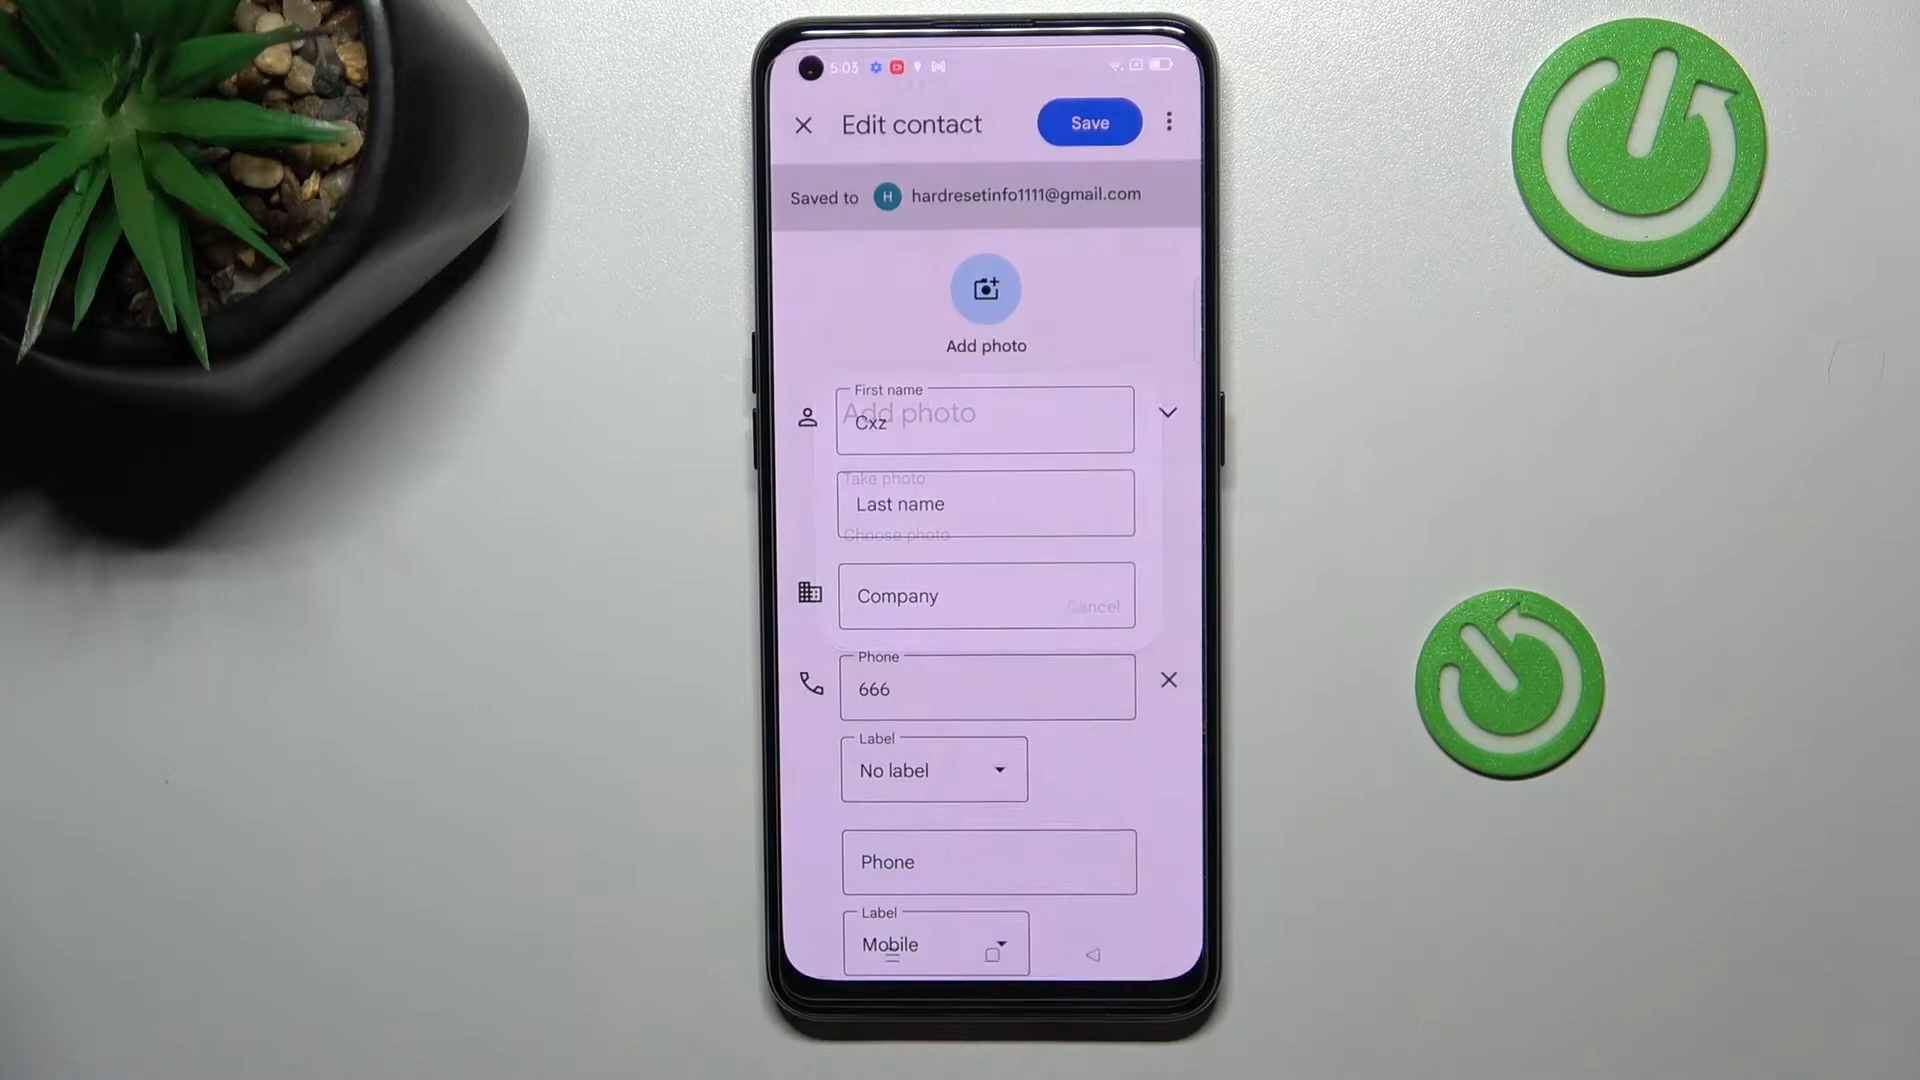 5:03
Edit contact
Save
Saved to
H
hardresetinfo1111@gmail.com
Add photo
First name
Cxz
Add photo
Take photo
Last name
Choose photo
Company
Cancel
Phone
666
Label
No label
Phone
Label
Mobile